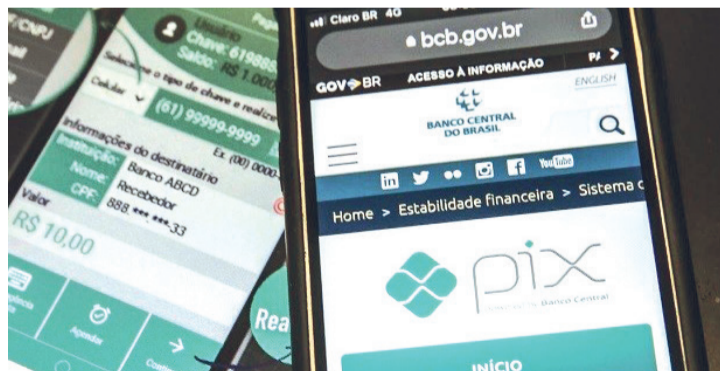 /CNPJ
Usuário
Chave: 619888
Saldo: R$ 1.000
Selecione o tipo de chave e realize
Celular
(61) 99999-9999
Ex. (00) 0000-
Informações do destinatário
Instituição: Banco ABCD
Nome: Recebedor
CPF: 888.***.***-33
Valor
R$ 10,00
Agendar
Rea
Claro BR 4G
bcb.gov.br
GOV BR
ACESSO À INFORMAÇÃO
ENGLISH
BANCO CENTRAL
DO BRASIL
in
f
YouTube
Home > Estabilidade financeira > Sistema
pix
Banco Central
INÍCIO